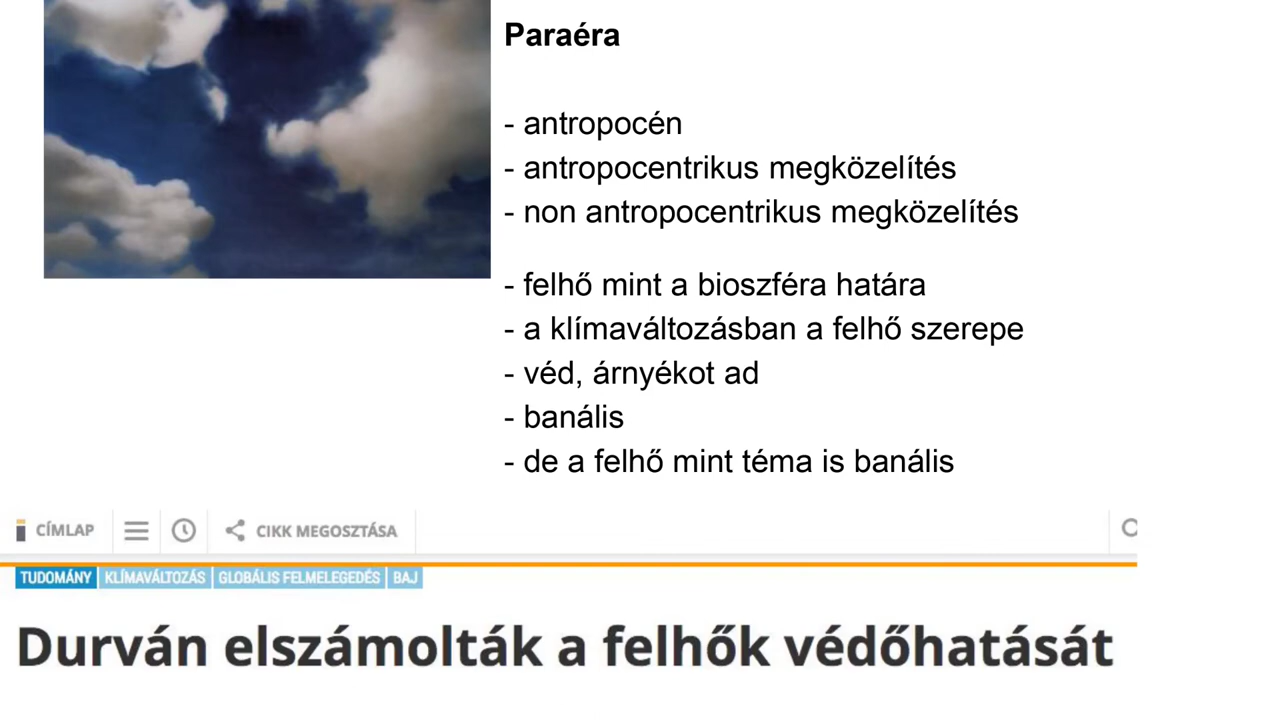 Paraéra
- antropocén
- antropocentrikus megközelítés
- non antropocentrikus megközelítés
- felhő mint a bioszféra határa
- a klímaváltozásban a felhő szerepe
- véd, árnyékot ad
- banális
- de a felhő mint téma is banális
CÍMLAP CIKK MEGOSZTÁSA
TUDOMÁNY KLÍMAVÁLTOZÁS GLOBÁLIS FELMELEGEDÉS BAJ
Durván elszámolták a felhők védőhatását